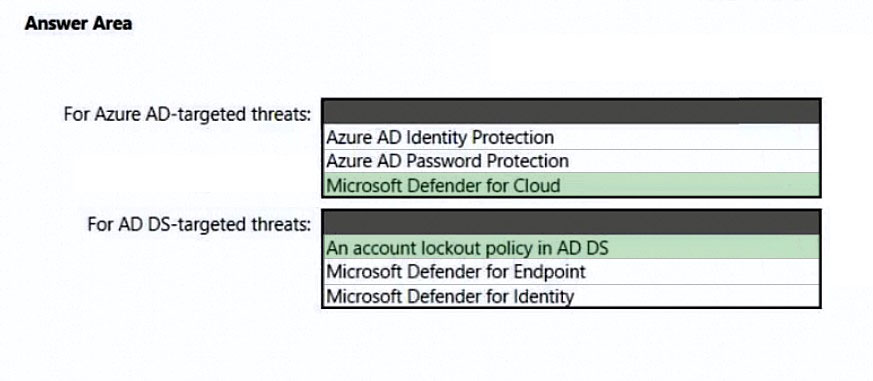 Answer Area
For Azure AD-targeted threats:
Azure AD Identity Protection
Azure AD Password Protection
Microsoft Defender for Cloud
For AD DS-targeted threats:
An account lockout policy in AD DS
Microsoft Defender for Endpoint
Microsoft Defender for Identity